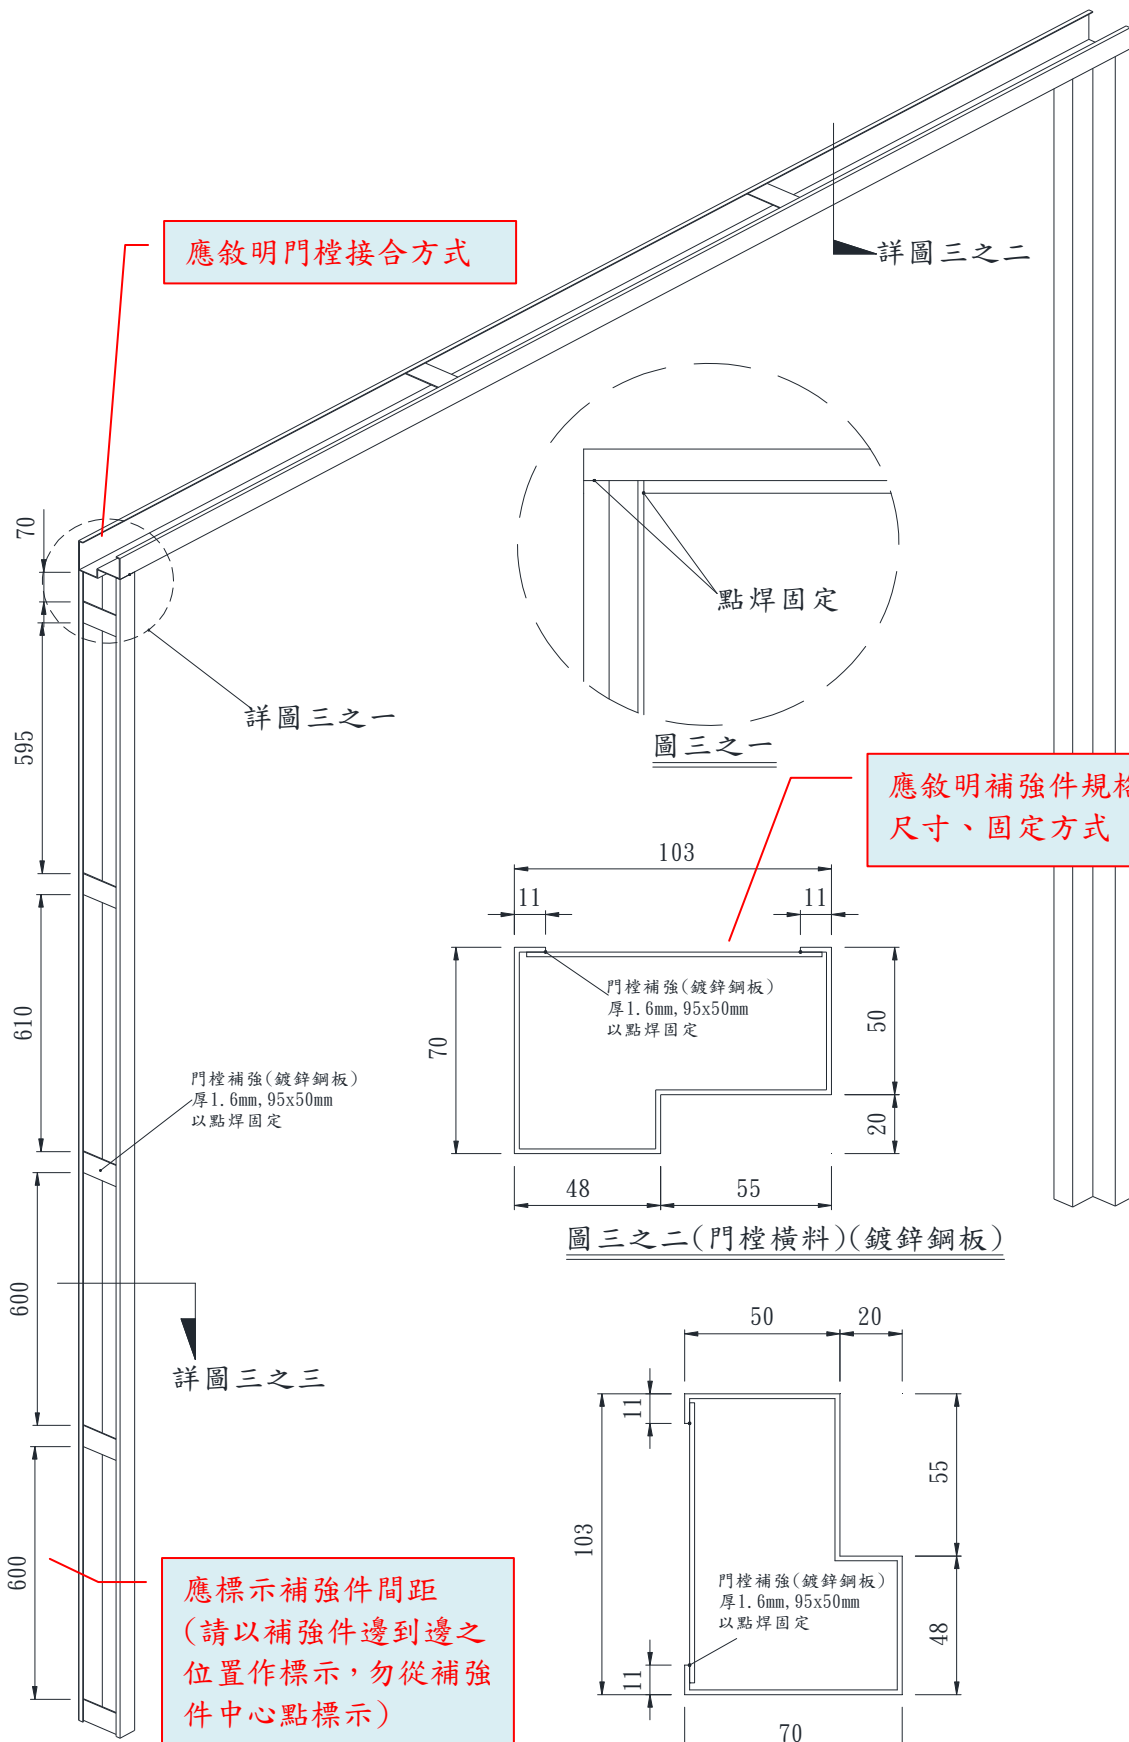 應敘明門樘接合方式
詳圖三之二
70
點焊固定
詳圖三之一
圖三之一
595
應敘明補強件規格
尺寸、固定方式
103
11
11
門樘補強(鍍鋅鋼板)
厚1.6mm,95x50mm
以點焊固定
70
50
20
48
55
圖三之二(門樘橫料)(鍍鋅鋼板)
610
門樘補強(鍍鋅鋼板)
厚1.6mm,95x50mm
以點焊固定
600
詳圖三之三
50
20
11
103
55
門樘補強(鍍鋅鋼板)
厚1.6mm,95x50mm
以點焊固定
48
11
70
600
應標示補強件間距
(請以補強件邊到邊之
位置作標示，勿從補強
件中心點標示)